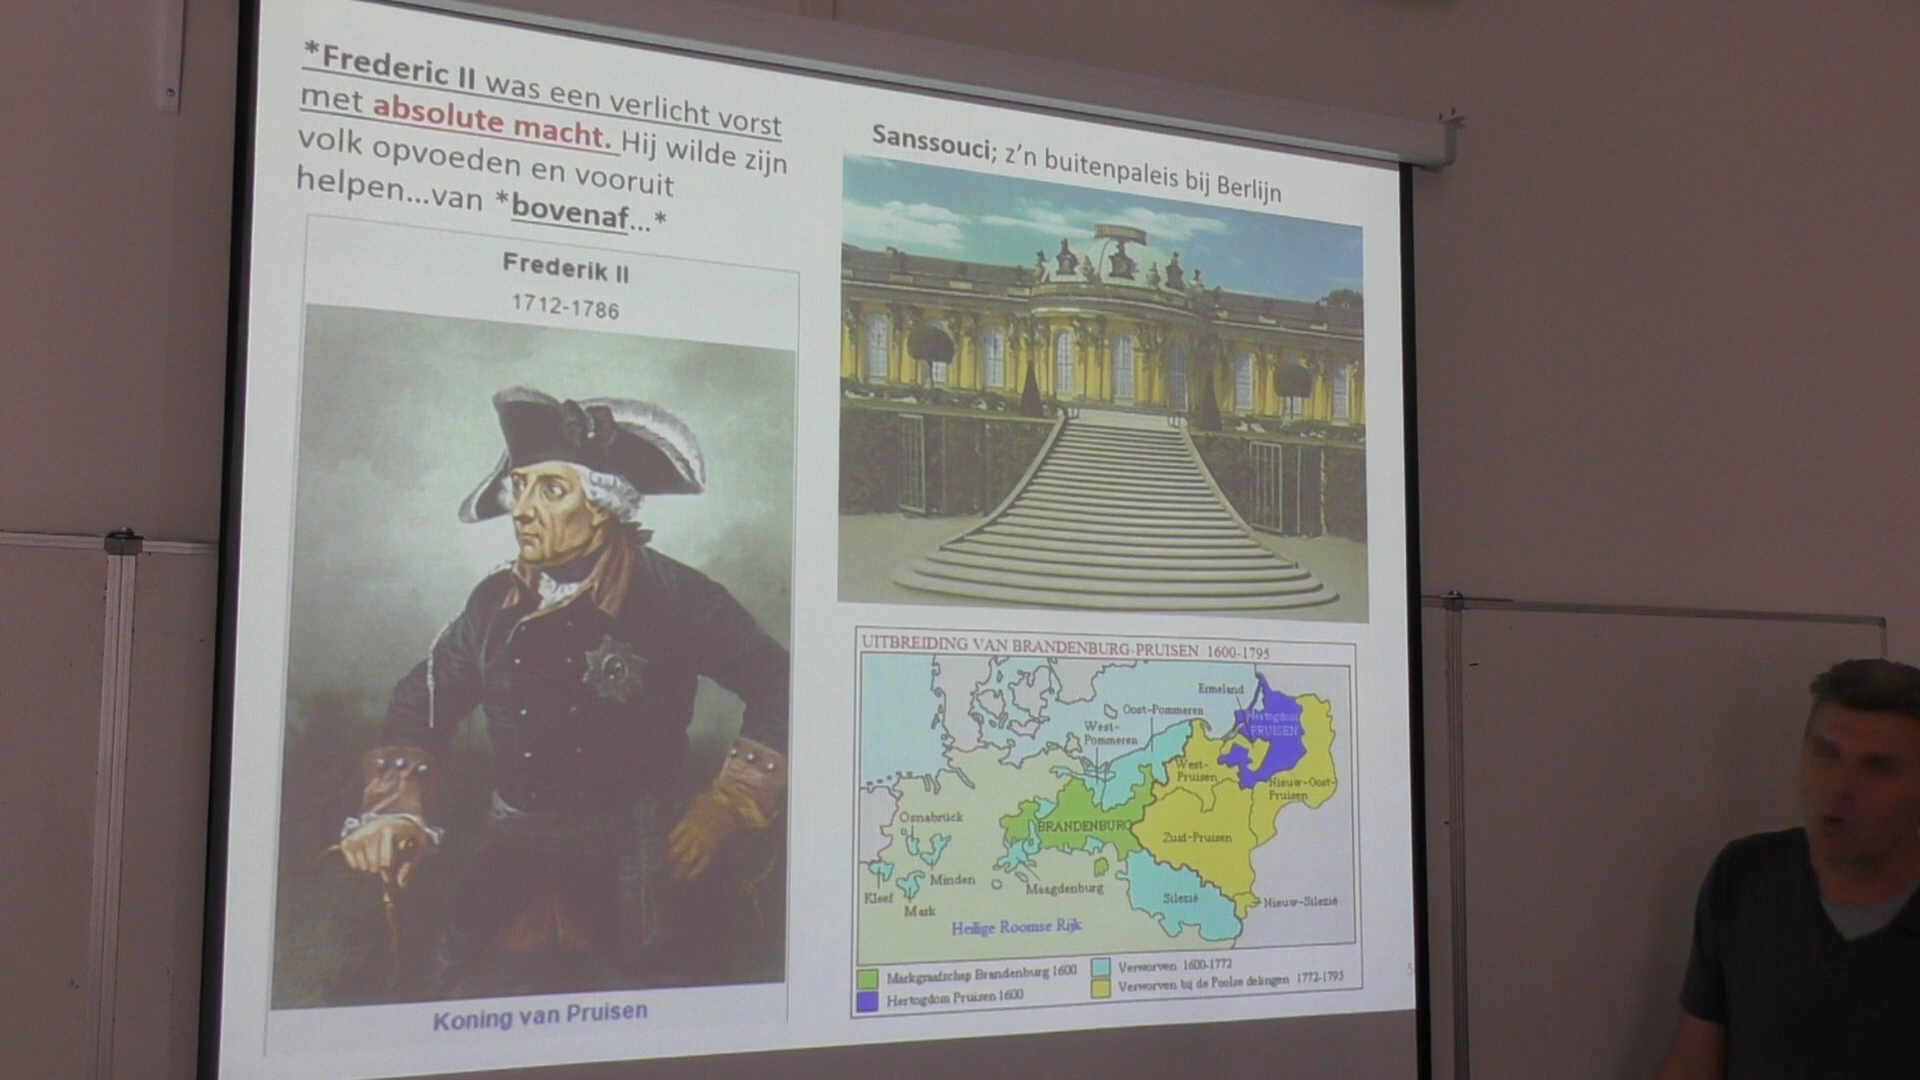 *Frederic II was een verlicht vorst
met absolute macht. Hij wilde zijn
volk opvoeden en vooruit
helpen...van *bovenaf...*
Frederik II
1712-1786
Koning van Pruisen
Sanssouci; z'n buitenpaleis bij Berlijn
UITBREIDING VAN BRANDENBURG-PRUISEN 1600-1795
Ermeland
Hertogdom
PRUISEN
Oost-Pommeren
West-
Pommeren
West-
Pruisen
Nieuw-Oost-
Pruisen
Osnabrück
BRANDENBURG
Zuid-Pruisen
Minden
Maagdenburg
Kleef
Mark
Silezië
Nieuw-Silezië
Heilige Roomse Rijk
Markgraafschap Brandenburg 1600
Hertogdom Pruisen 1600
Verworven 1600-1772
Verworven bij de Poolse delingen 1772-1795
5